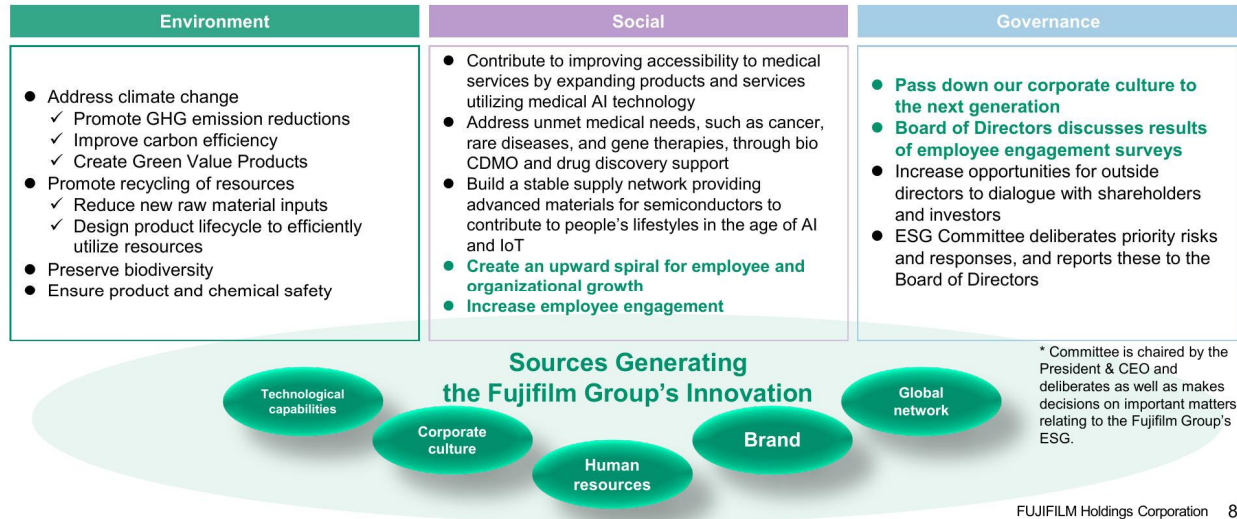 Environment
● Address climate change
✓ Promote GHG emission reductions
✓ Improve carbon efficiency
✓ Create Green Value Products
● Promote recycling of resources
✓ Reduce new raw material inputs
✓ Design product lifecycle to efficiently
utilize resources
● Preserve biodiversity
● Ensure product and chemical safety
Social
● Contribute to improving accessibility to medical
services by expanding products and services
utilizing medical AI technology
● Address unmet medical needs, such as cancer,
rare diseases, and gene therapies, through bio
CDMO and drug discovery support
● Build a stable supply network providing
advanced materials for semiconductors to
contribute to people’s lifestyles in the age of AI
and IoT
● Create an upward spiral for employee and
organizational growth
● Increase employee engagement
Governance
● Pass down our corporate culture to
the next generation
● Board of Directors discusses results
of employee engagement surveys
● Increase opportunities for outside
directors to dialogue with shareholders
and investors
● ESG Committee deliberates priority risks
and responses, and reports these to the
Board of Directors
Sources Generating
the Fujifilm Group’s Innovation
Technological
capabilities
Corporate
culture
Human
resources
Brand
Global
network
* Committee is chaired by the
President & CEO and
deliberates as well as makes
decisions on important matters
relating to the Fujifilm Group’s
ESG.
FUJIFILM Holdings Corporation 8